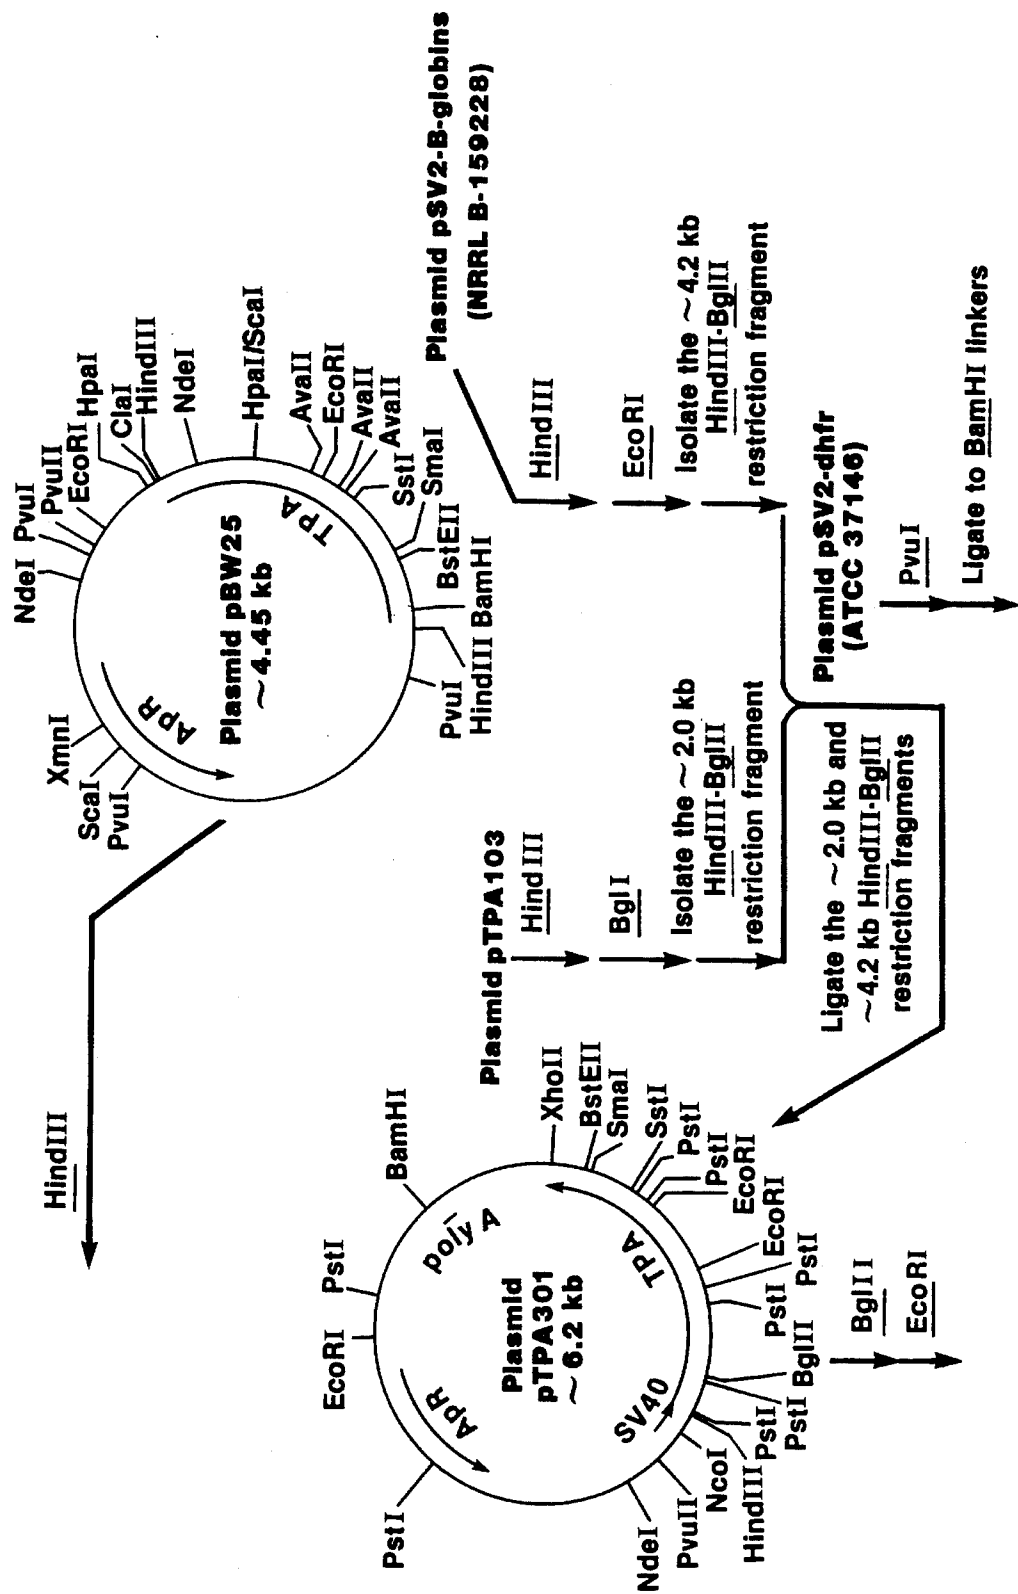 HindIII
PstI
EcoRI
PstI
BamHI
XhoII
BstEII
SmaI
SstI
PstI
PstI
EcoRI
EcoRI
PstI
PstI
BglII
PstI
PstI
HindIII
NcoI
PvuII
NdeI
ApR
poly A
TPA
SV40
Plasmid
pTPA301
~6.2 kb
BglII
EcoRI
NdeI
PvuI
PvuII
EcoRI
HpaI
ClaI
HindIII
NdeI
HpaI/ScaI
AvaII
EcoRI
AvaII
AvaII
SstI
SmaI
BstEII
BamHI
HindIII
PvuI
PvuI
ScaI
XmnI
ApR
TPA
Plasmid pBW25
~4.45 kb
Plasmid pTPA103
HindIII
BglI
Isolate the ~2.0 kb
HindIII-BglII
restriction fragment
Plasmid pSV2-B-globins
(NRRL B-159228)
HindIII
EcoRI
Isolate the ~4.2 kb
HindIII-BglII
restriction fragment
Ligate the ~2.0 kb and
~4.2 kb HindIII-BglII
restriction fragments
Plasmid pSV2-dhfr
(ATCC 37146)
PvuI
Ligate to BamHI linkers